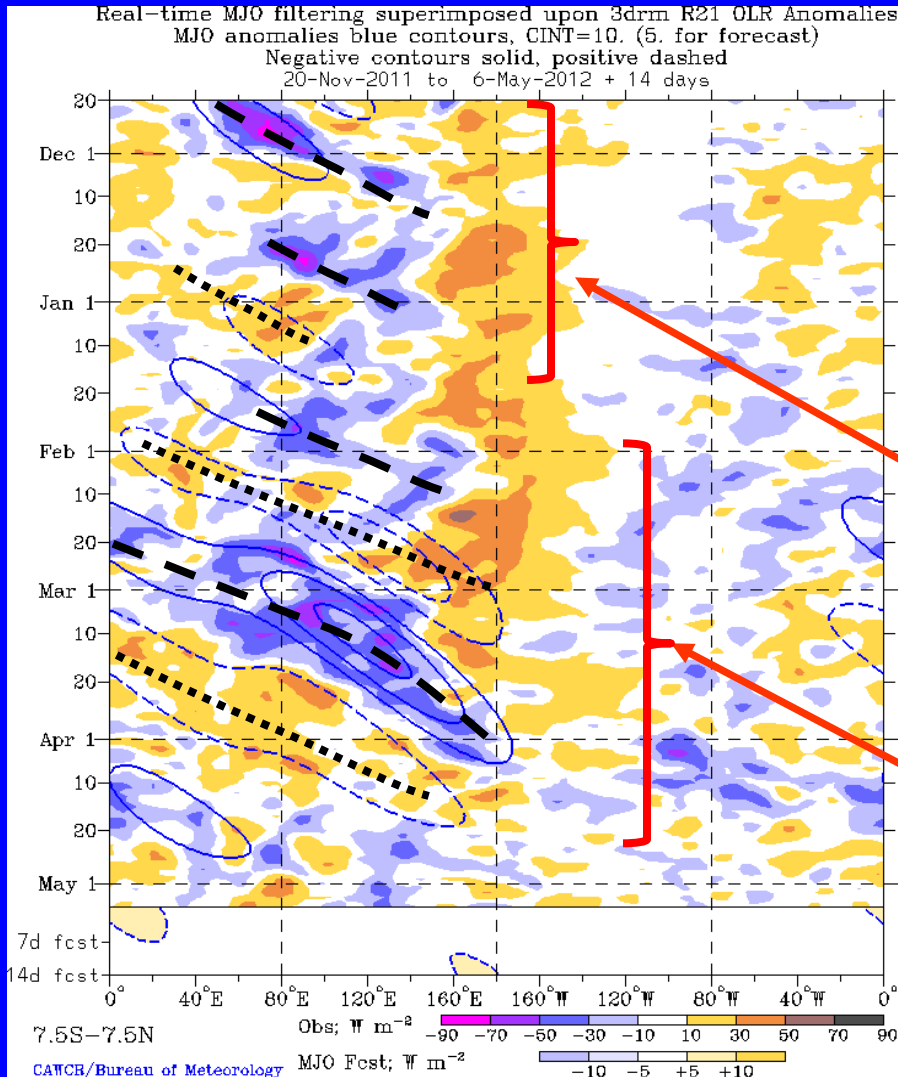 Real-time MJO filtering superimposed upon 3drm R21 OLR Anomalies
MJO anomalies blue contours, CINT=10. (5. for forecast)
Negative contours solid, positive dashed
20-Nov-2011 to 6-May-2012 + 14 days
20
Dec 1
10
20
Jan 1
10
20
Feb 1
10
20
Mar 1
10
20
Apr 1
10
20
May 1
7d fcst
14d fcst
0° 40°E 80°E 120°E 160°E 160°W 120°W 80°W 40°W 0°
7.5S-7.5N
Obs; W m⁻²
-90 -70 -50 -30 -10 10 30 50 70 90
CAWCR/Bureau of Meteorology
MJO Fcst; W m⁻²
-10 -5 +5 +10